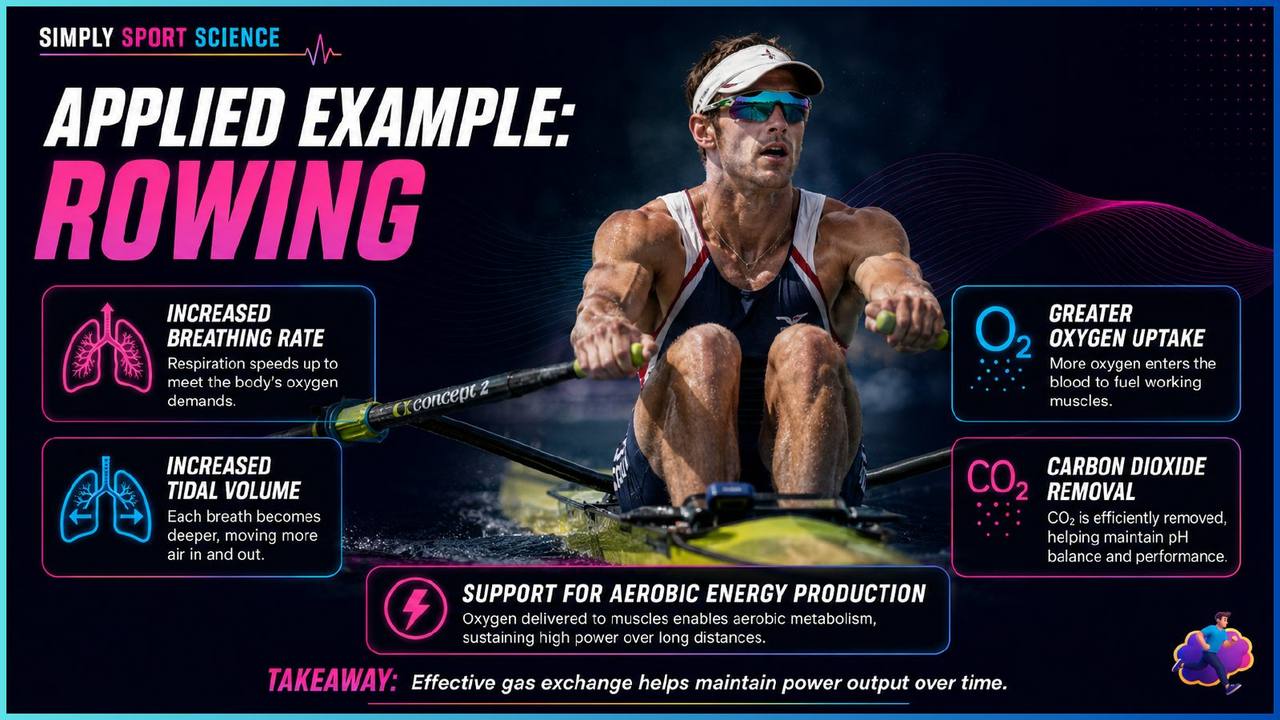 SIMPLY SPORT SCIENCE
APPLIED EXAMPLE:
ROWING
INCREASED
BREATHING RATE
Respiration speeds up to
meet the body's oxygen
demands.
INCREASED
TIDAL VOLUME
Each breath becomes
deeper, moving more
air in and out.
concept 2
O₂
GREATER
OXYGEN UPTAKE
More oxygen enters the
blood to fuel working
muscles.
CO₂
CARBON DIOXIDE
REMOVAL
CO₂ is efficiently removed,
helping maintain pH
balance and performance.
SUPPORT FOR AEROBIC ENERGY PRODUCTION
Oxygen delivered to muscles enables aerobic metabolism,
sustaining high power over long distances.
TAKEAWAY: Effective gas exchange helps maintain power output over time.